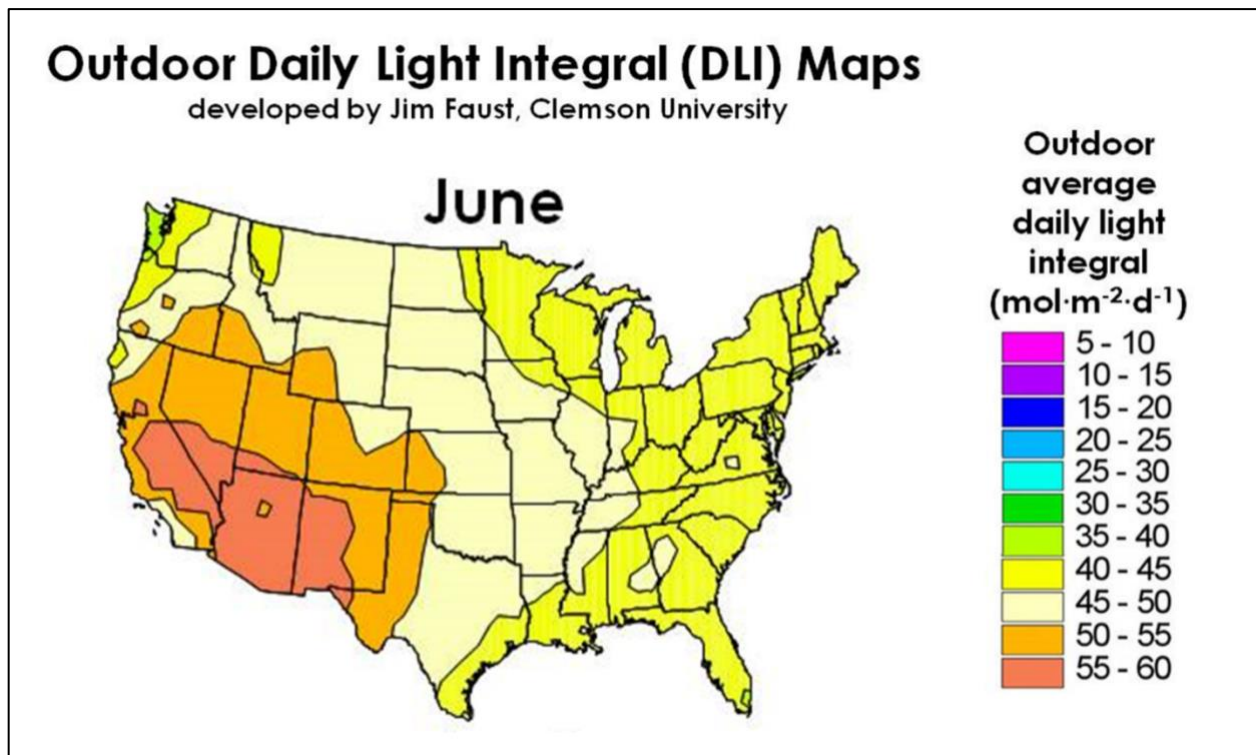 Outdoor Daily Light Integral (DLI) Maps
developed by Jim Faust, Clemson University
June
Outdoor
average
daily light
integral
(mol·m⁻²·d⁻¹)
5 - 10
10 - 15
15 - 20
20 - 25
25 - 30
30 - 35
35 - 40
40 - 45
45 - 50
50 - 55
55 - 60